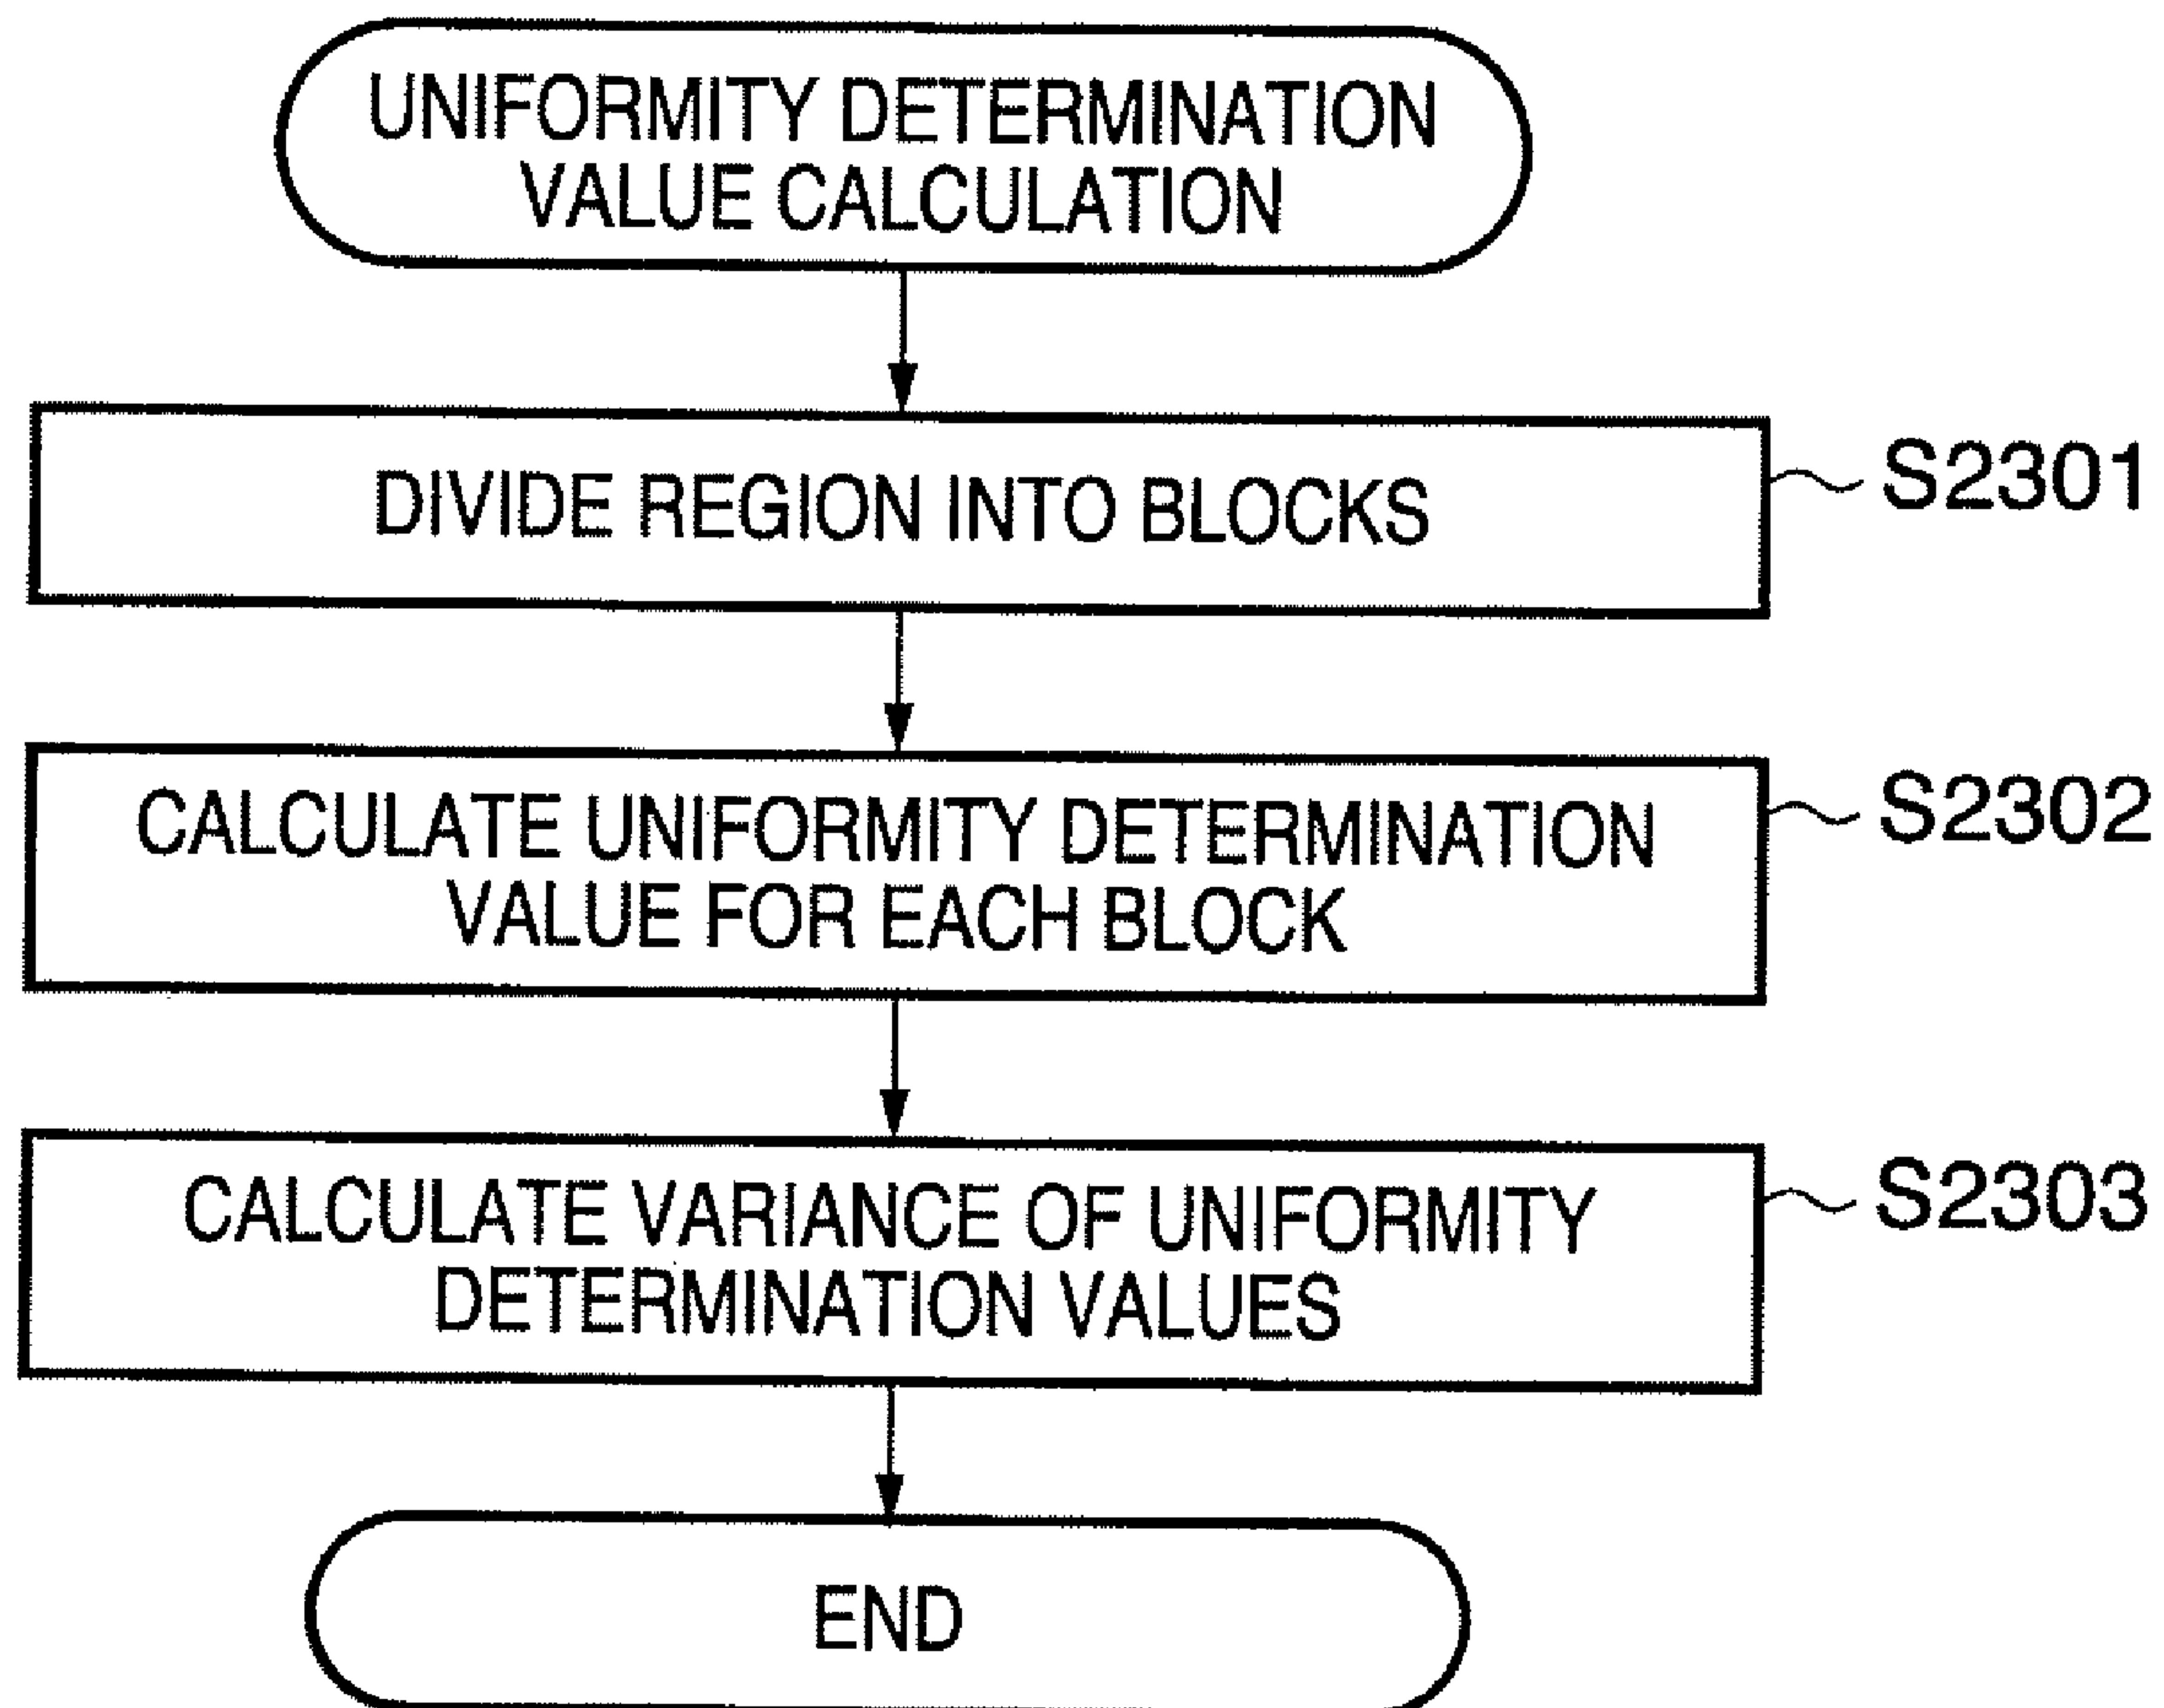 UNIFORMITY DETERMINATION
VALUE CALCULATION
DIVIDE REGION INTO BLOCKS
S2301
CALCULATE UNIFORMITY DETERMINATION
VALUE FOR EACH BLOCK
S2302
CALCULATE VARIANCE OF UNIFORMITY
DETERMINATION VALUES
S2303
END